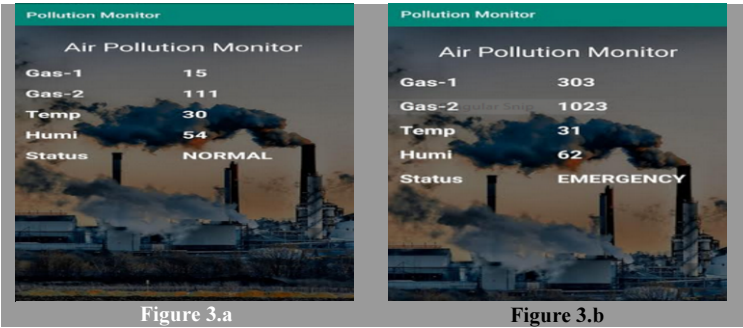 Pollution Monitor
Air Pollution Monitor
Gas-1 15
Gas-2 111
Temp 30
Humi 54
Status NORMAL
Figure 3.a
Pollution Monitor
Air Pollution Monitor
Gas-1 303
Gas-2 1023
Temp 31
Humi 62
Status EMERGENCY
Figure 3.b